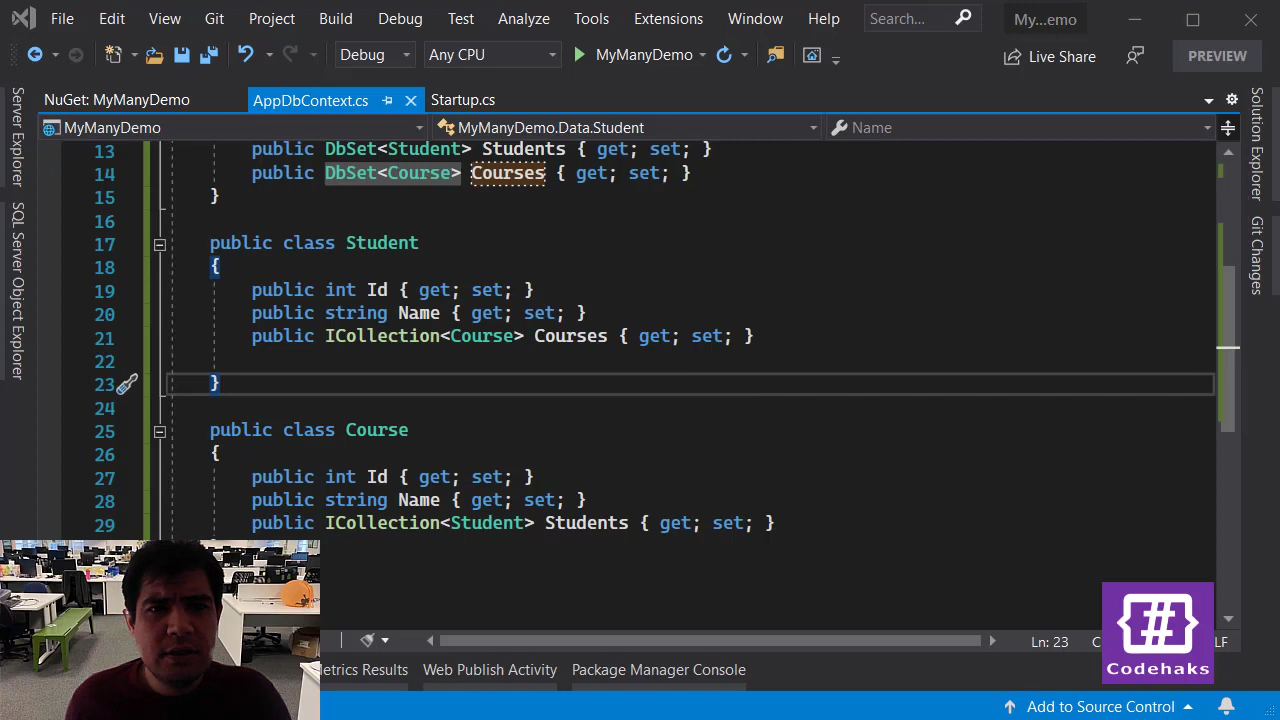 File Edit View Git Project Build Debug Test Analyze Tools Extensions Window Help Search... My...emo
Debug Any CPU MyManyDemo Live Share PREVIEW
NuGet: MyManyDemo AppDbContext.cs Startup.cs
MyManyDemo MyManyDemo.Data.Student Name
Server Explorer
SQL Server Object Explorer
Solution Explorer
Git Changes
13 public DbSet<Student> Students { get; set; }
14 public DbSet<Course> Courses { get; set; }
15 }
16
17 public class Student
18 {
19 public int Id { get; set; }
20 public string Name { get; set; }
21 public ICollection<Course> Courses { get; set; }
22
23 }
24
25 public class Course
26 {
27 public int Id { get; set; }
28 public string Name { get; set; }
29 public ICollection<Student> Students { get; set; }
Ln: 23
{#}
Codehaks
etrics Results Web Publish Activity Package Manager Console
Add to Source Control